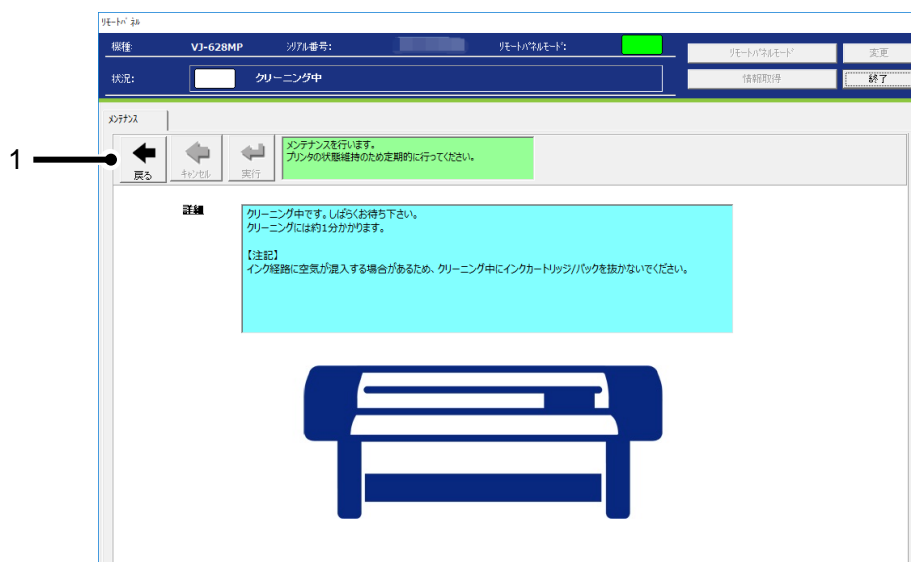 リモートパネル
機種: VJ-628MP シリアル番号: リモートパネルモード:
リモートパネルモード 変更
状況: クリーニング中
情報取得 終了
メンテナンス
1
戻る キャンセル 実行
メンテナンスを行います。
プリンタの状態維持のため定期的に行ってください。
詳細
クリーニング中です。しばらくお待ち下さい。
クリーニングには約1分かかります。
【注記】
インク経路に空気が混入する場合があるため、クリーニング中にインクカートリッジ/パックを抜かないでください。